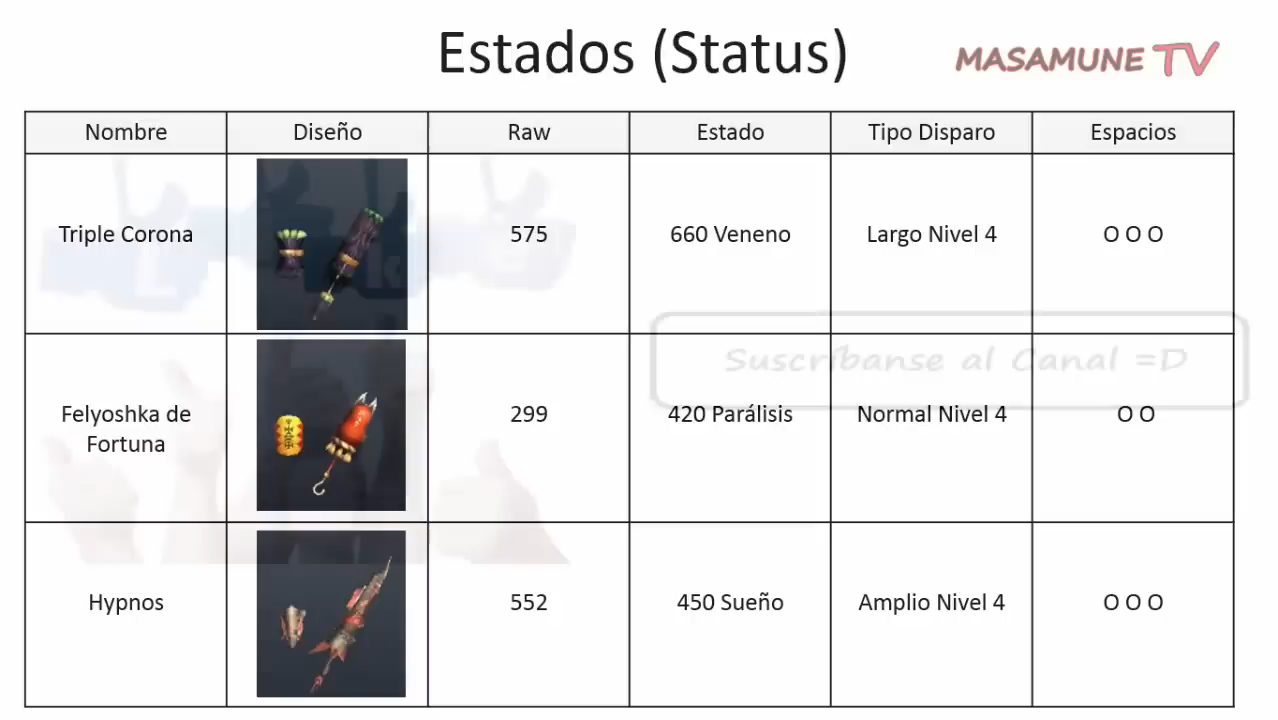 Estados (Status)
MASAMUNE TV
Nombre Diseño Raw Estado Tipo Disparo Espacios
Triple Corona 575 660 Veneno Largo Nivel 4 O O O
Suscríbanse al Canal =D
Felyoshka de
Fortuna 299 420 Parálisis Normal Nivel 4 O O
Hypnos 552 450 Sueño Amplio Nivel 4 O O O